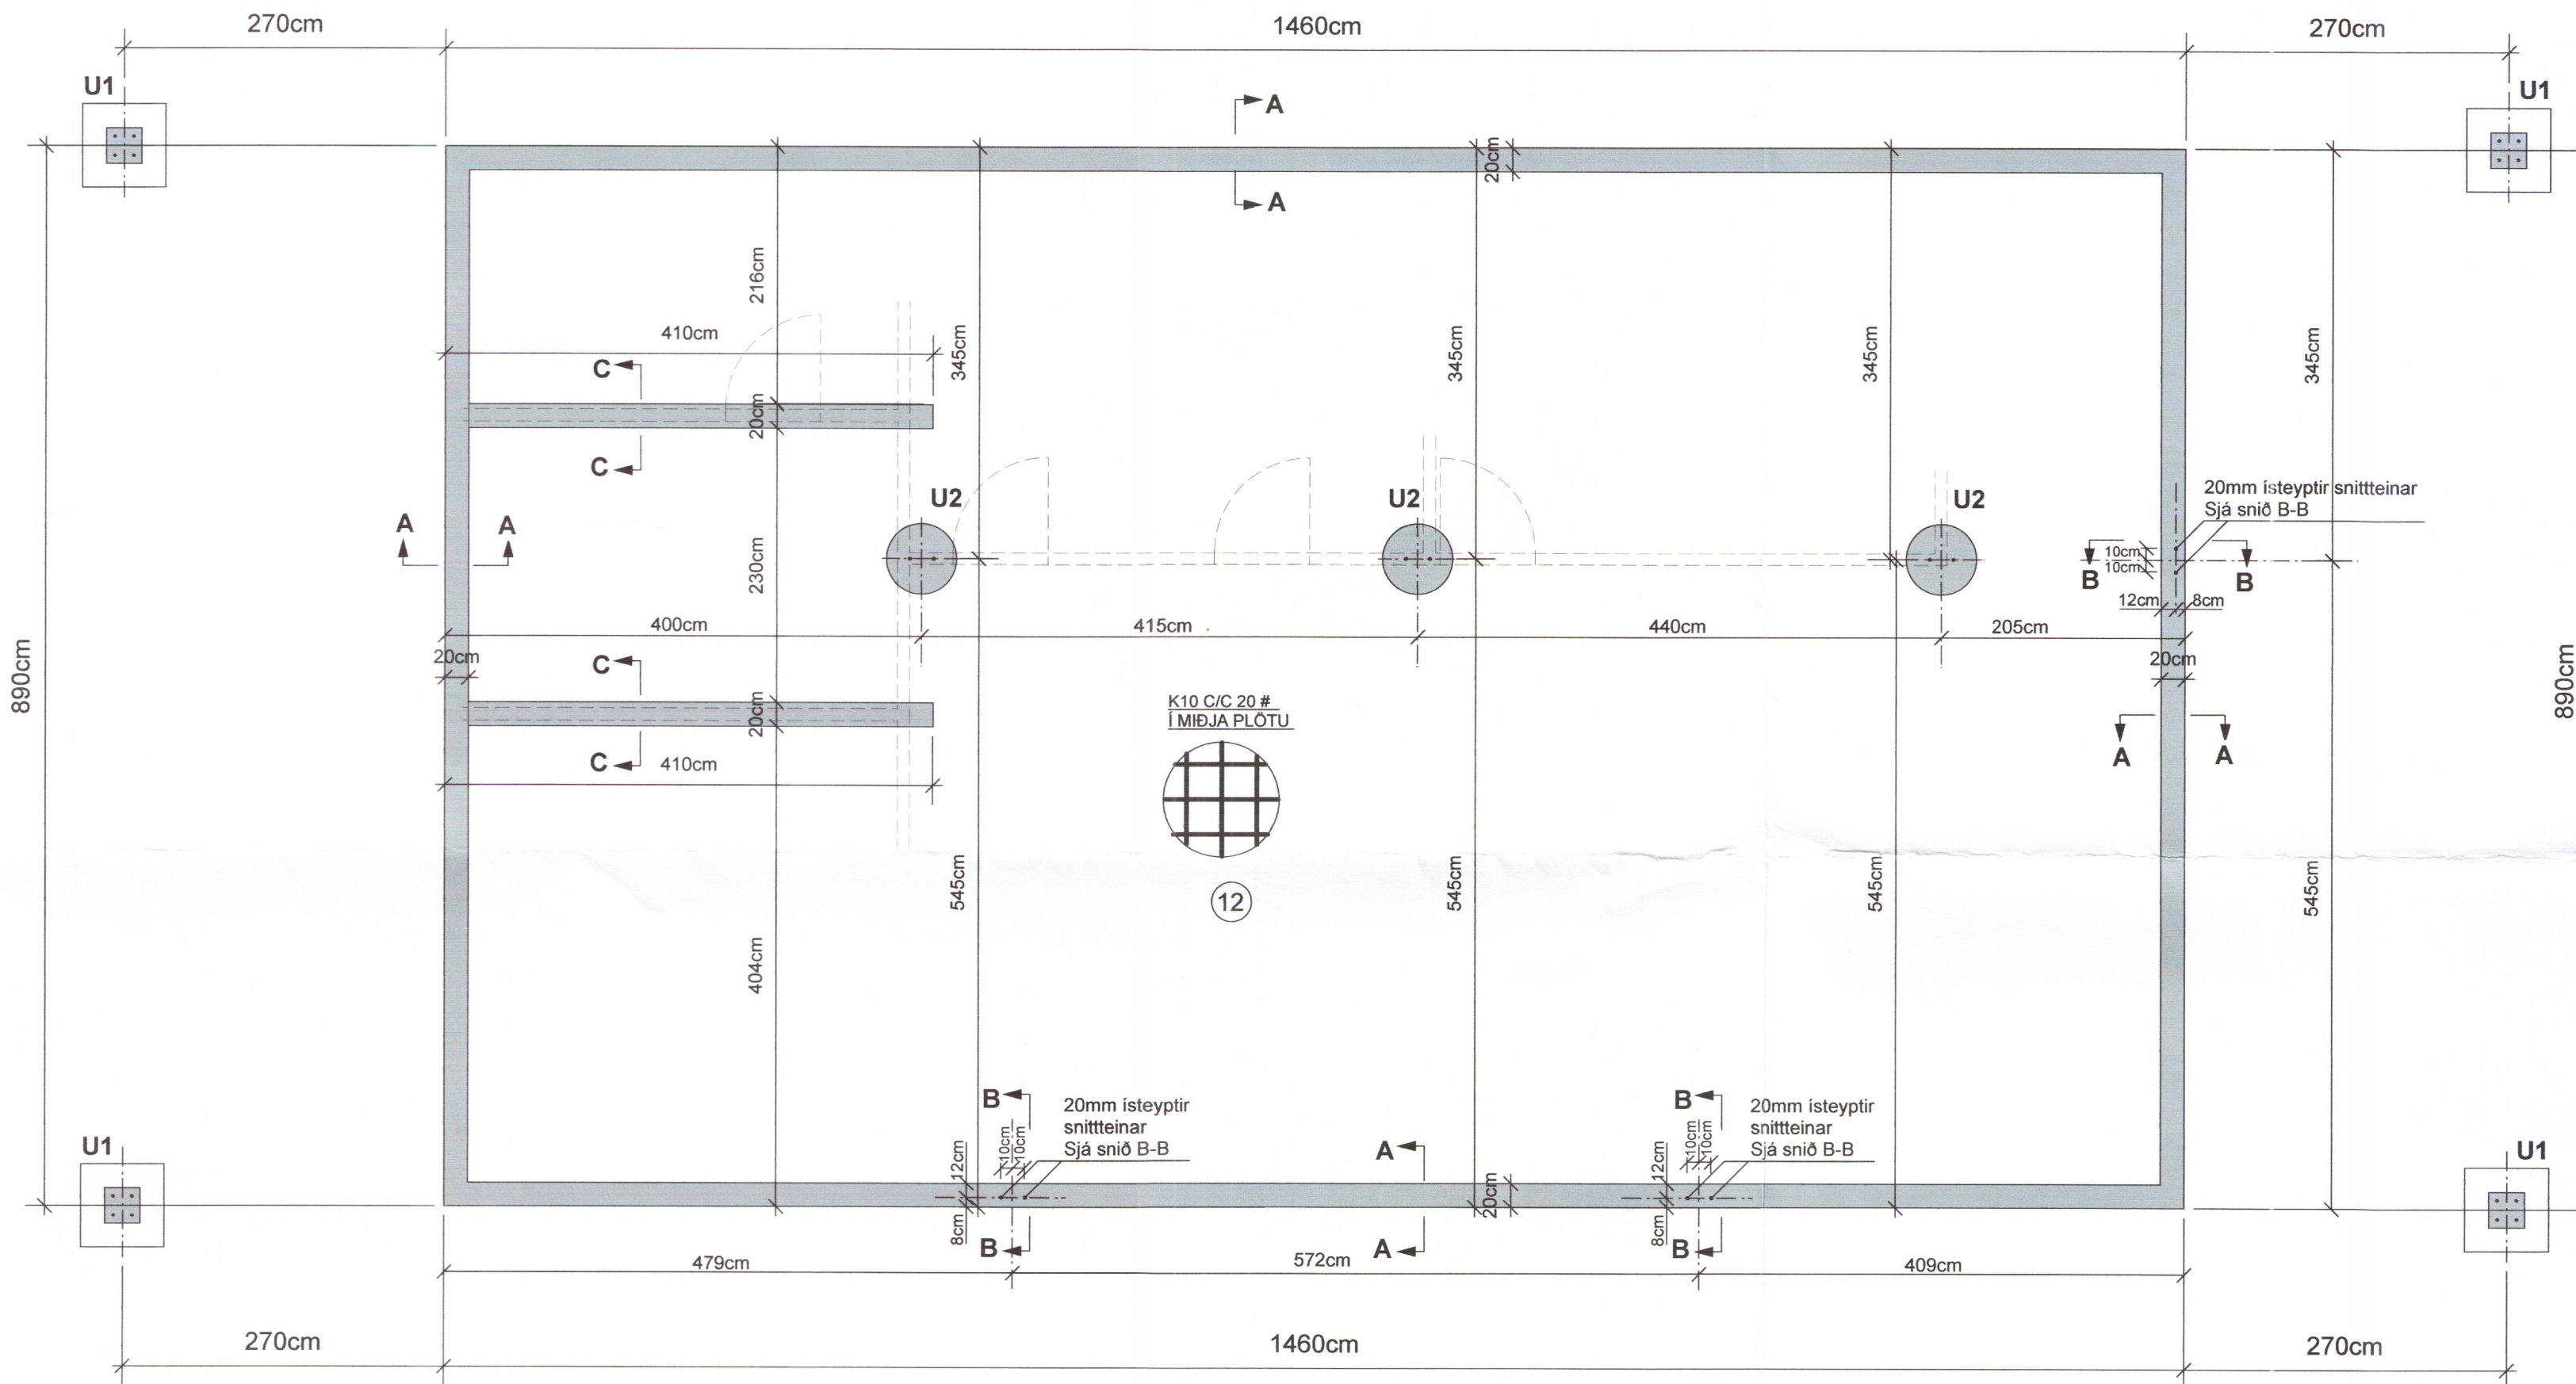 270cm
1460cm
270cm
U1
U1
A
A
20cm
216cm
410cm
345cm
345cm
345cm
345cm
C
20cm
C
U2
U2
U2
20mm ísteyptir snittteinar
Sjá snið B-B
A
A
230cm
10cm
10cm
B
B
12cm
8cm
400cm
415cm
440cm
205cm
20cm
20cm
890cm
890cm
C
20cm
C
410cm
K10 C/C 20 #
Í MIÐJA PLÖTU
A
A
12
545cm
545cm
545cm
545cm
404cm
B
20mm ísteyptir
snittteinar
Sjá snið B-B
10cm
10cm
12cm
8cm
B
A
A
20cm
B
20mm ísteyptir
snittteinar
Sjá snið B-B
10cm
10cm
12cm
8cm
B
U1
U1
479cm
572cm
409cm
270cm
1460cm
270cm